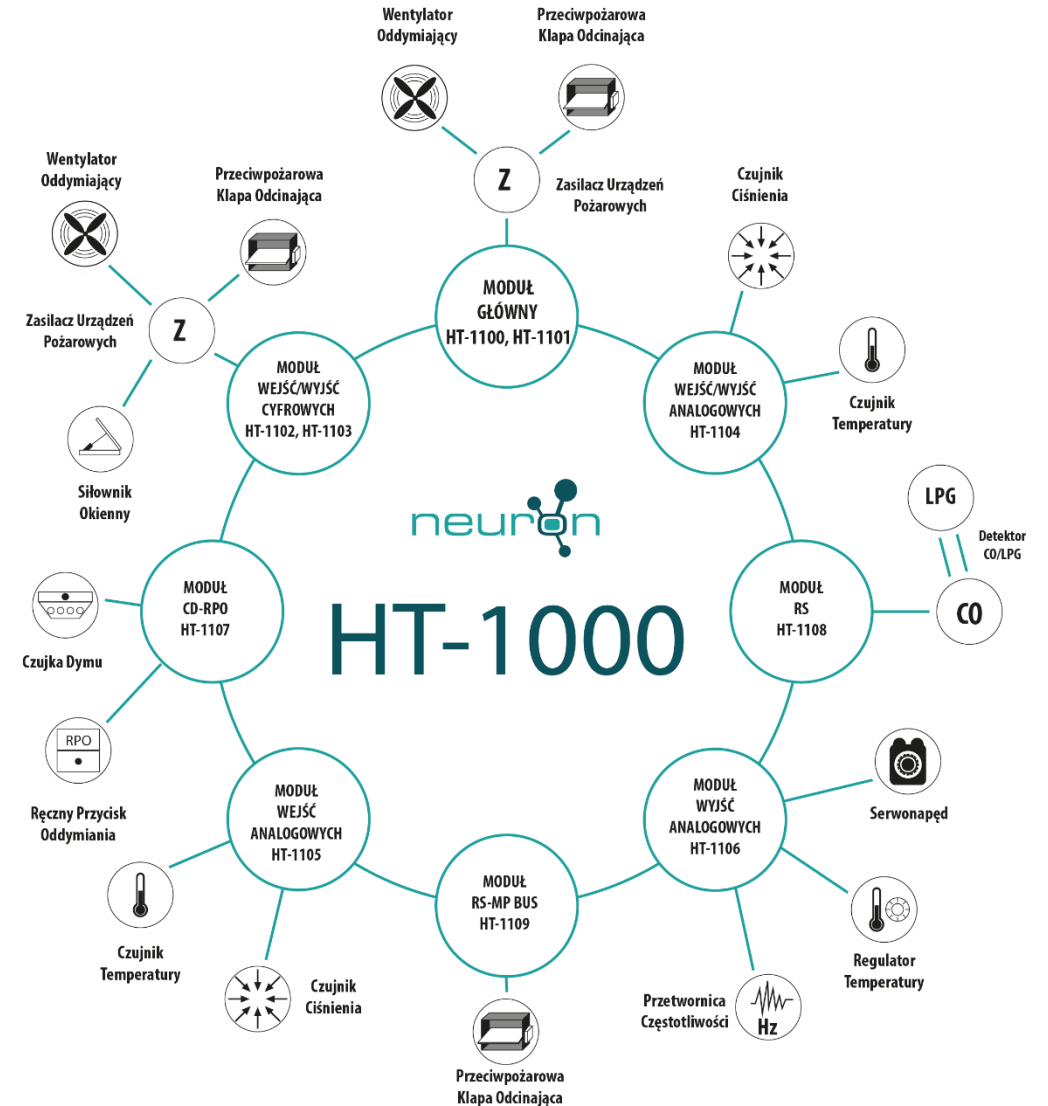 Wentylator
Oddymiający
Przeciwpożarowa
Klapa Odcinająca
Z
Zasilacz Urządzeń
Pożarowych
Wentylator
Oddymiający
Przeciwpożarowa
Klapa Odcinająca
Zasilacz Urządzeń
Pożarowych
Z
Siłownik
Okienny
MODUŁ
GŁÓWNY
HT-1100, HT-1101
Czujnik
Ciśnienia
MODUŁ
WEJŚĆ/WYJŚĆ
CYFROWYCH
HT-1102, HT-1103
MODUŁ
WEJŚĆ/WYJŚĆ
ANALOGOWYCH
HT-1104
Czujnik
Temperatury
neuron
HT-1000
LPG
Detektor
CO/LPG
CO
MODUŁ
CD-RPO
HT-1107
MODUŁ
RS
HT-1108
Czujka Dymu
RPO
Ręczny Przycisk
Oddymiania
MODUŁ
WEJŚĆ
ANALOGOWYCH
HT-1105
MODUŁ
WYJŚĆ
ANALOGOWYCH
HT-1106
Serwonapęd
MODUŁ
RS-MP BUS
HT-1109
Czujnik
Temperatury
Czujnik
Ciśnienia
Regulator
Temperatury
Przetwornica
Częstotliwości
Hz
Przeciwpożarowa
Klapa Odcinająca